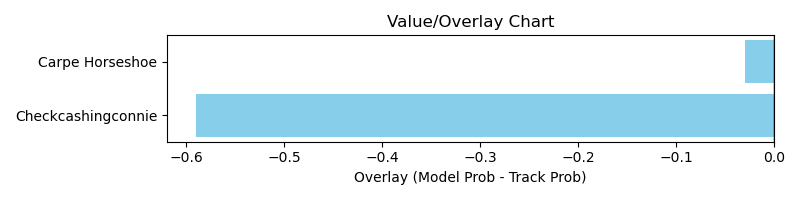 Value/Overlay Chart
Carpe Horseshoe
Checkcashingconnie
−0.6 −0.5 −0.4 −0.3 −0.2 −0.1 0.0
Overlay (Model Prob - Track Prob)